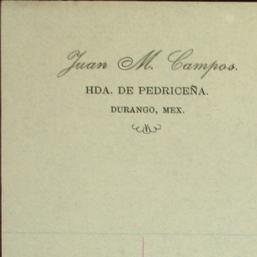 Juan M. Campos.
HDA. DE PEDRICEÑA.
DURANGO, MEX.